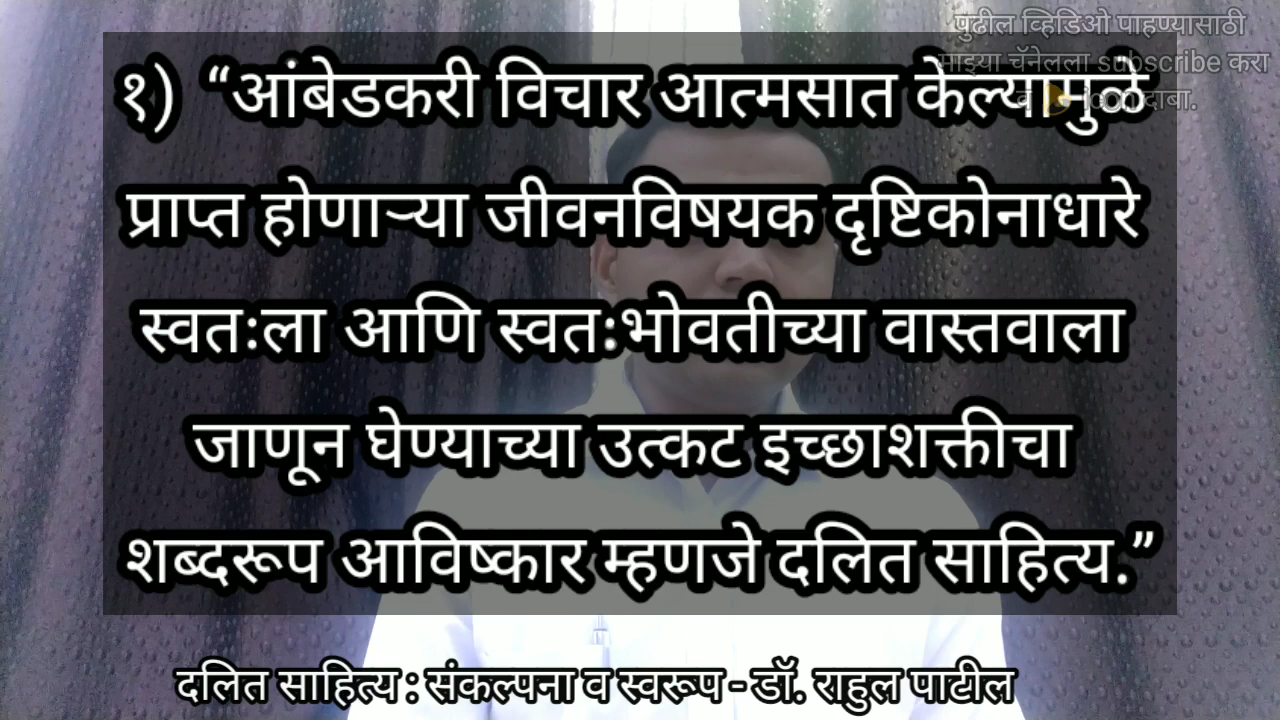 पुढील व्हिडिओ पाहण्यासाठी
माझ्या चॅनेलला subscribe करा
व icon दाबा.
१) “आंबेडकरी विचार आत्मसात केल्यामुळे
प्राप्त होणाऱ्या जीवनविषयक दृष्टिकोनाधारे
स्वतःला आणि स्वतःभोवतीच्या वास्तवाला
जाणून घेण्याच्या उत्कट इच्छाशक्तीचा
शब्दरूप आविष्कार म्हणजे दलित साहित्य.”
दलित साहित्य : संकल्पना व स्वरूप - डॉ. राहुल पाटील